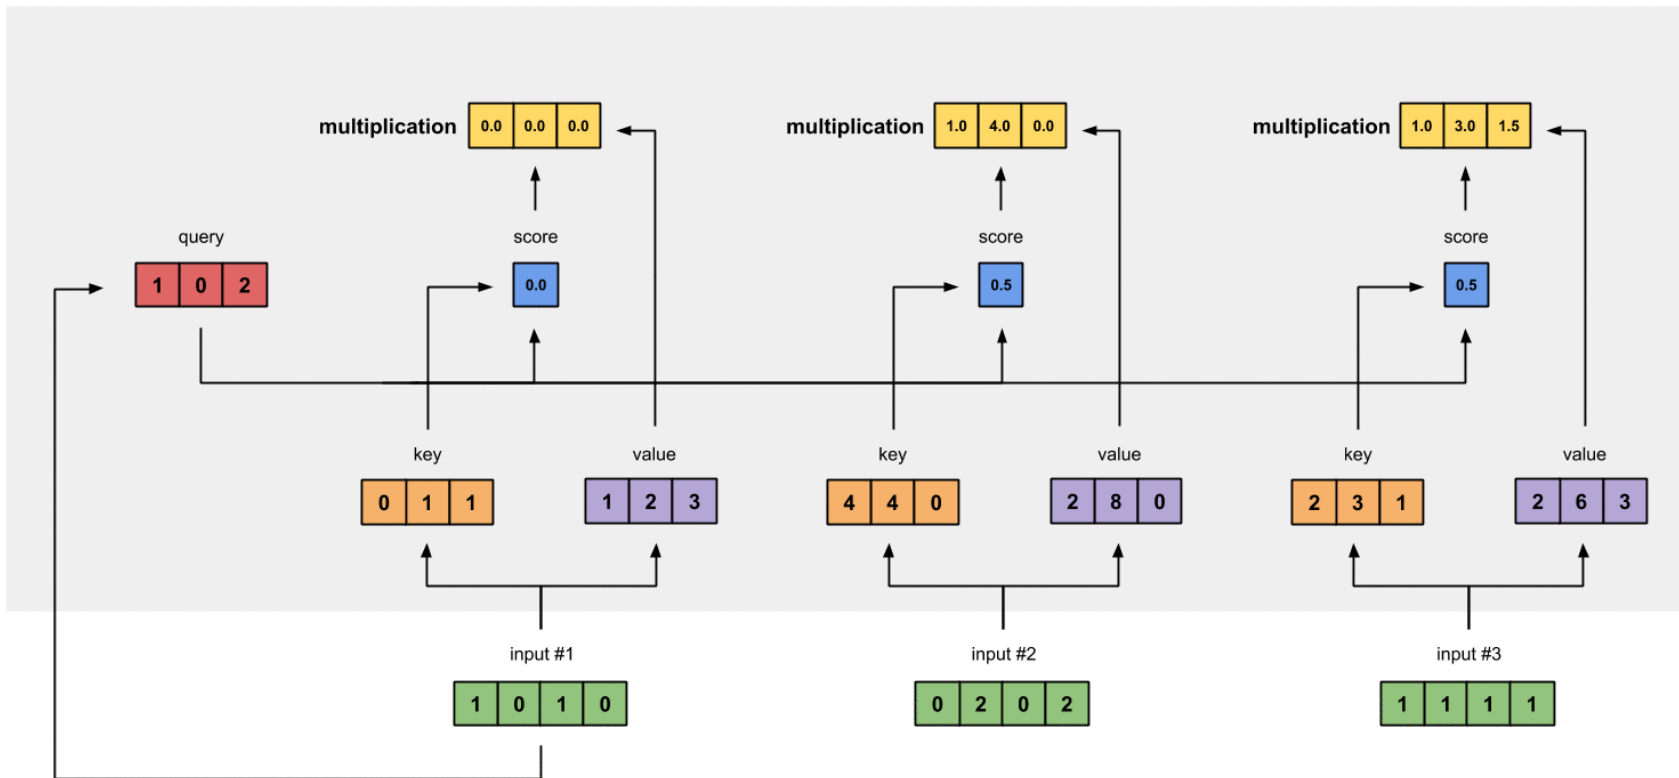 multiplication 0.0 0.0 0.0 multiplication 1.0 4.0 0.0 multiplication 1.0 3.0 1.5
query score score score
1 0 2 0.0 0.5 0.5
key value key value key value
0 1 1 1 2 3 4 4 0 2 8 0 2 3 1 2 6 3
input #1 input #2 input #3
1 0 1 0 0 2 0 2 1 1 1 1